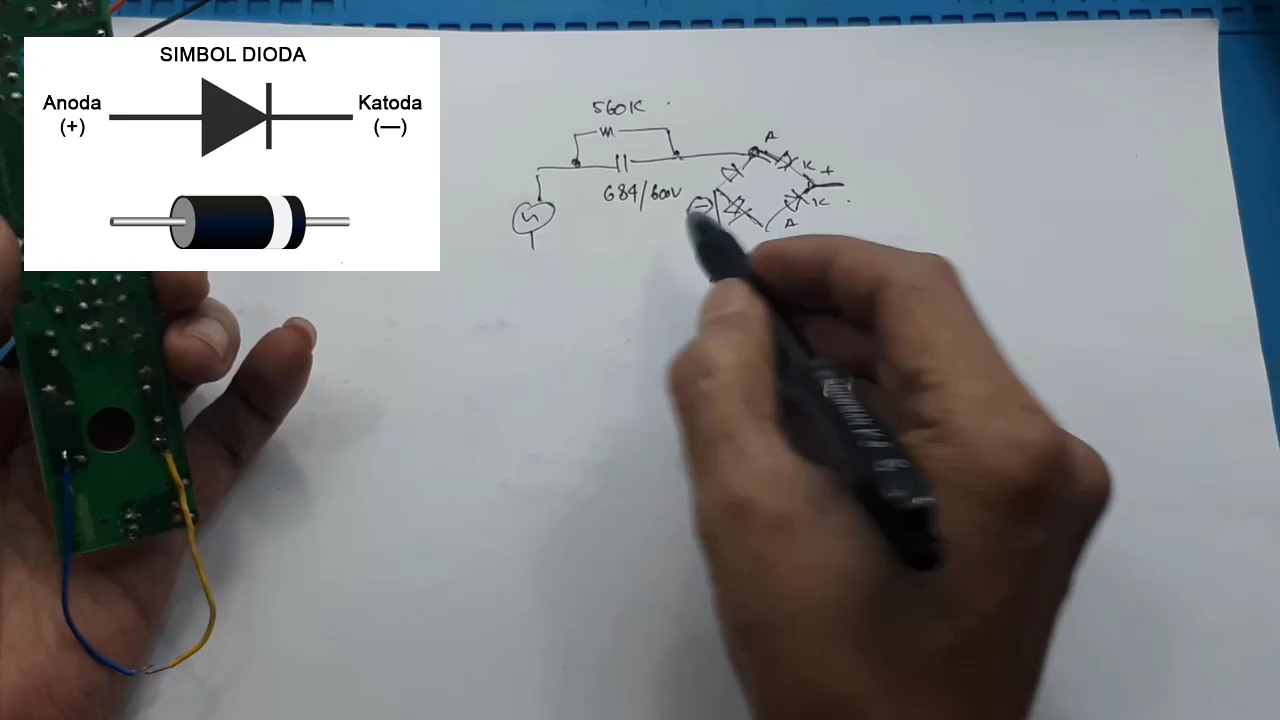 SIMBOL DIODA
Anoda
(+)
Katoda
(—)
560K
684/600V
A
K
+
K
A
(-)